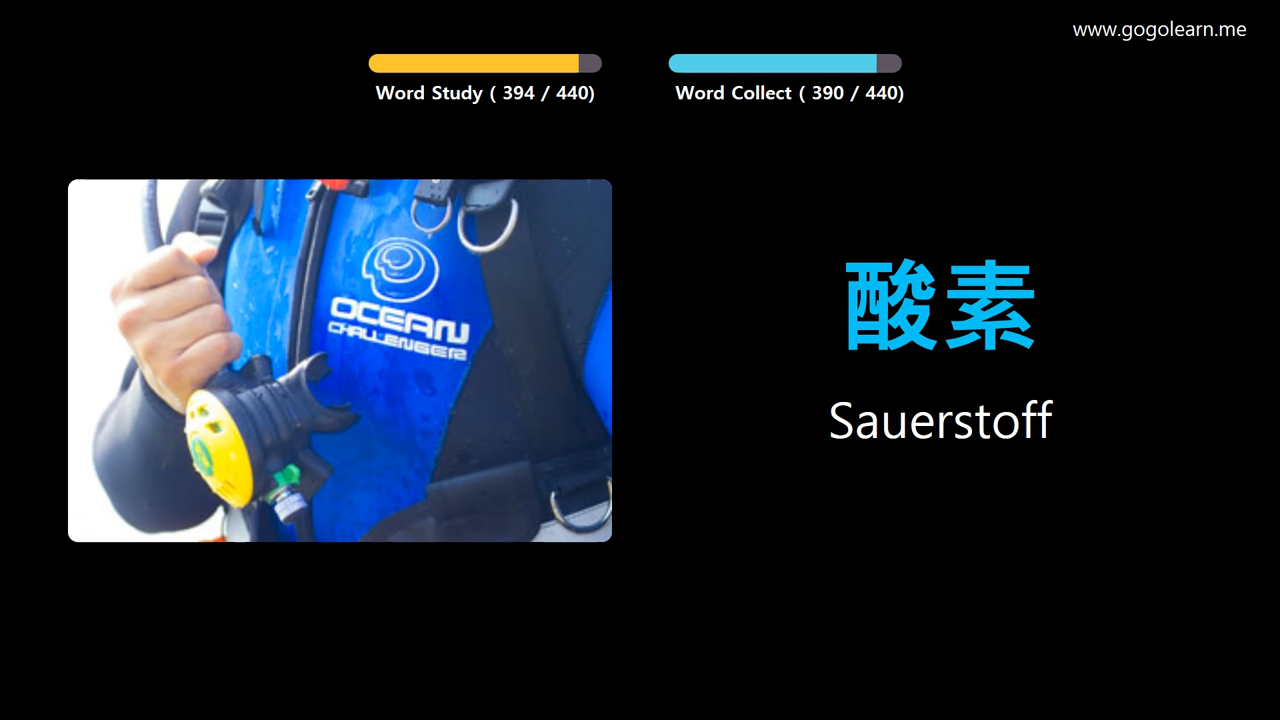 www.gogolearn.me
Word Study ( 394 / 440)
Word Collect ( 390 / 440)
OCEAN
CHALLENGER
酸素
Sauerstoff